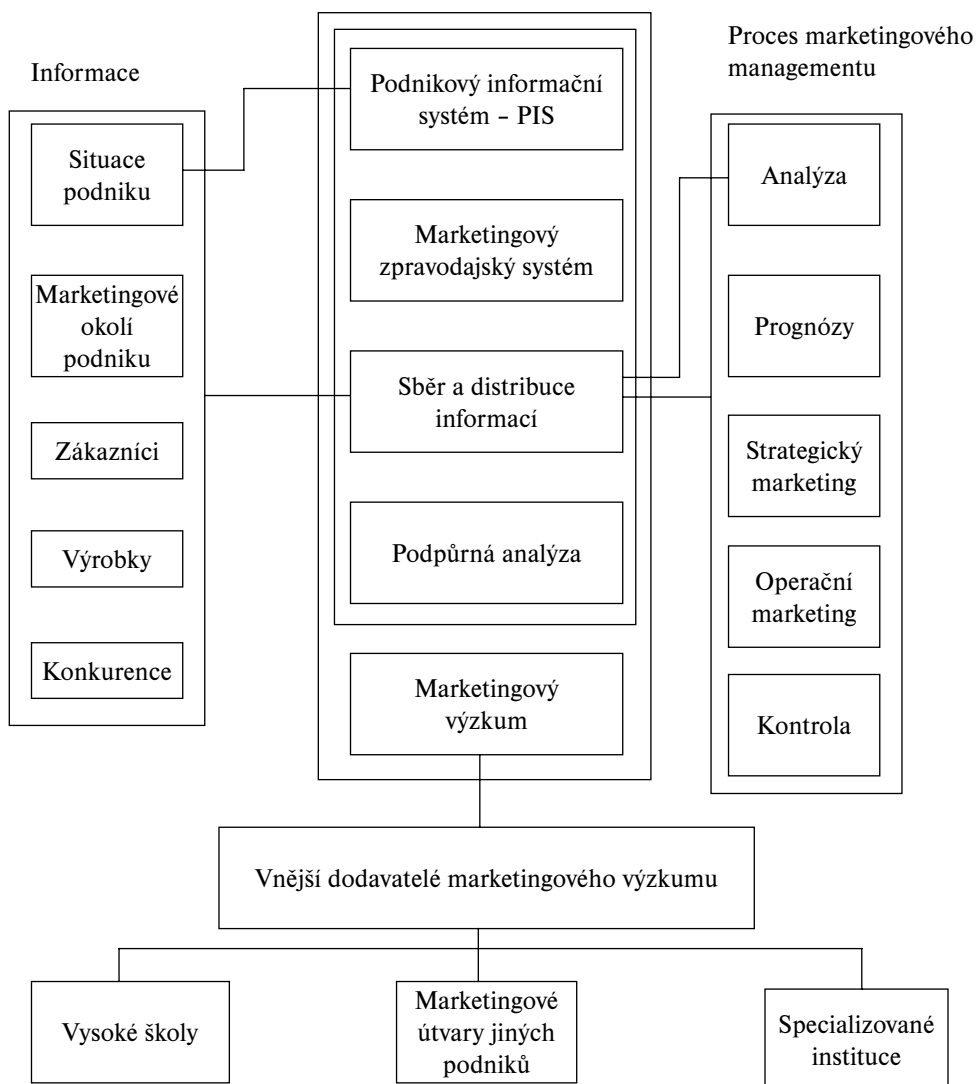 Informace
Situace
podniku
Marketingové
okolí
podniku
Zákazníci
Výrobky
Konkurence
Podnikový informační
systém – PIS
Marketingový
zpravodajský systém
Sběr a distribuce
informací
Podpůrná analýza
Marketingový
výzkum
Proces marketingového
managementu
Analýza
Prognózy
Strategický
marketing
Operační
marketing
Kontrola
Vnější dodavatelé marketingového výzkumu
Vysoké školy
Marketingové
útvary jiných
podniků
Specializované
instituce